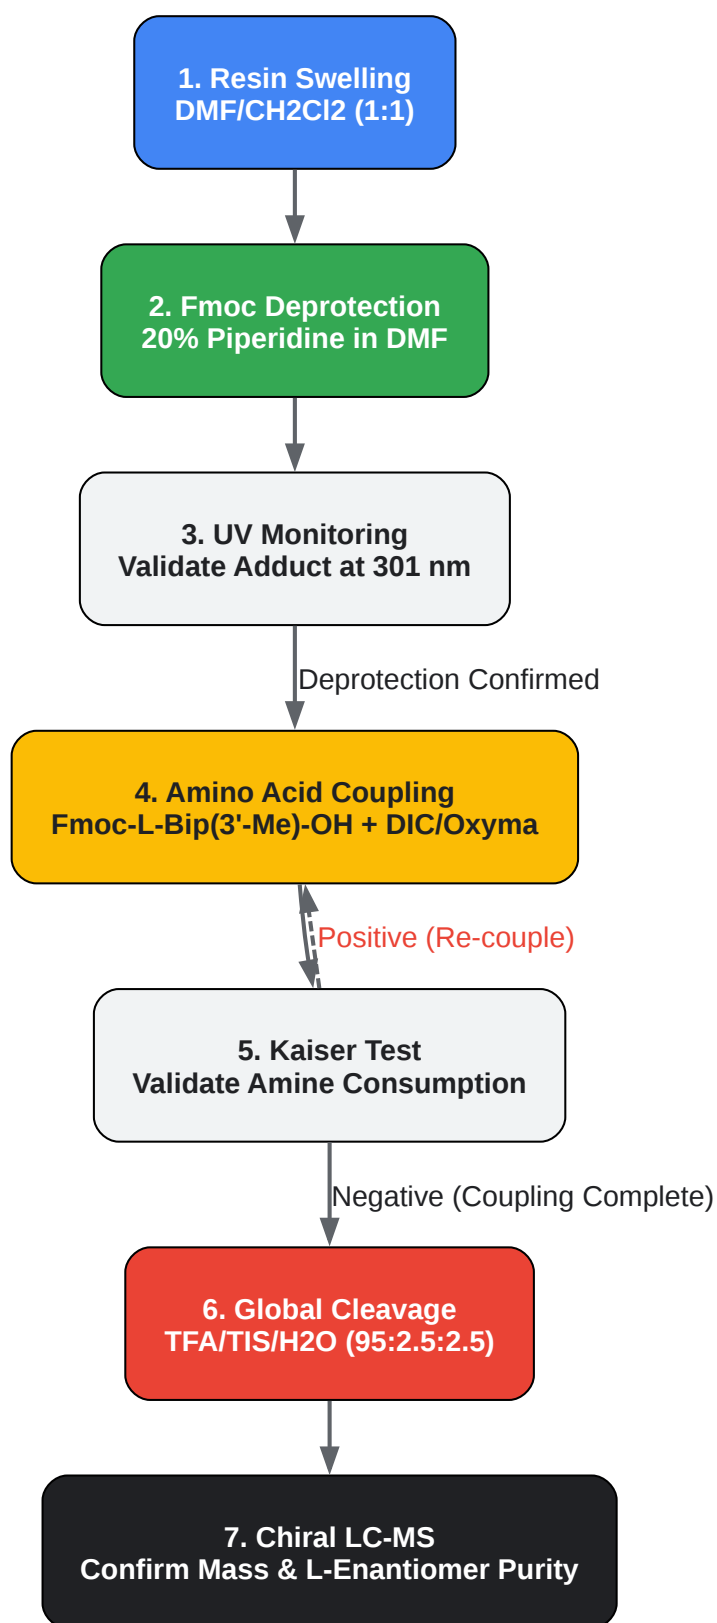 1. Resin Swelling
DMF/CH2Cl2 (1:1)
2. Fmoc Deprotection
20% Piperidine in DMF
3. UV Monitoring
Validate Adduct at 301 nm
Deprotection Confirmed
4. Amino Acid Coupling
Fmoc-L-Bip(3'-Me)-OH + DIC/Oxyma
Positive (Re-couple)
5. Kaiser Test
Validate Amine Consumption
Negative (Coupling Complete)
6. Global Cleavage
TFA/TIS/H2O (95:2.5:2.5)
7. Chiral LC-MS
Confirm Mass & L-Enantiomer Purity